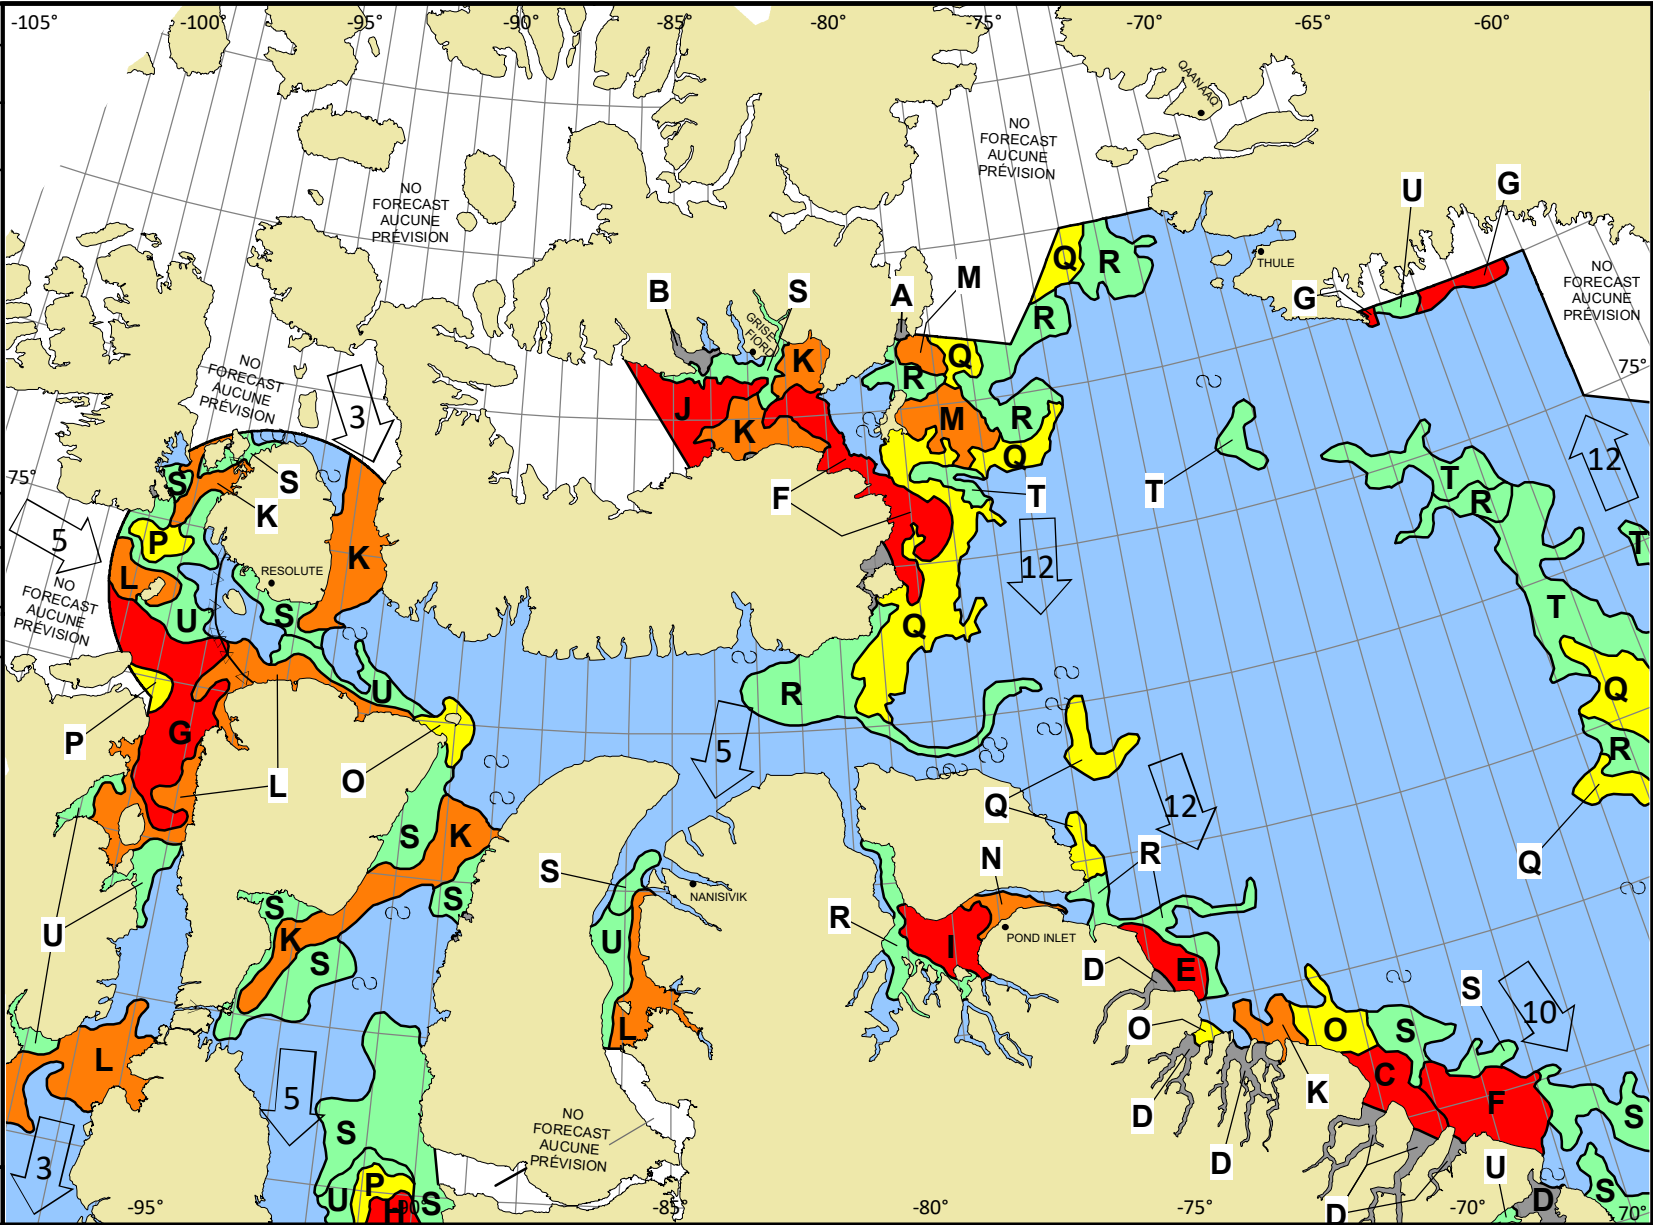 -105° -100° -95° -90° -85° -80° -75° -70° -65° -60°
QAANAAQ
NO
FORECAST
AUCUNE
PRÉVISION
NO
FORECAST
AUCUNE
PRÉVISION
U G
THULE
NO
FORECAST
AUCUNE
PRÉVISION
Q R
B S A M
G
R
GRISE
FIORD
K Q
R
NO
FORECAST
AUCUNE
PRÉVISION
75°
3
J K M R
Q
12
75°
S S
K
F T T T
R
5
P
T
K
L
RESOLUTE
12
NO
FORECAST
AUCUNE
PRÉVISION
U S
Q
T
U R
Q
P G
5
R
L O
Q 12
S K
N R
Q
S
NANISIVIK
S
S
R
U
K
U
I
POND INLET
S
D E
S
10
O
O S
L
L
C
5
K
F
D
S
S
NO
FORECAST
AUCUNE
PRÉVISION
D
3
U
P
U S
H
D
S
D
-95° -90 -85° -80° -75° -70° 70°